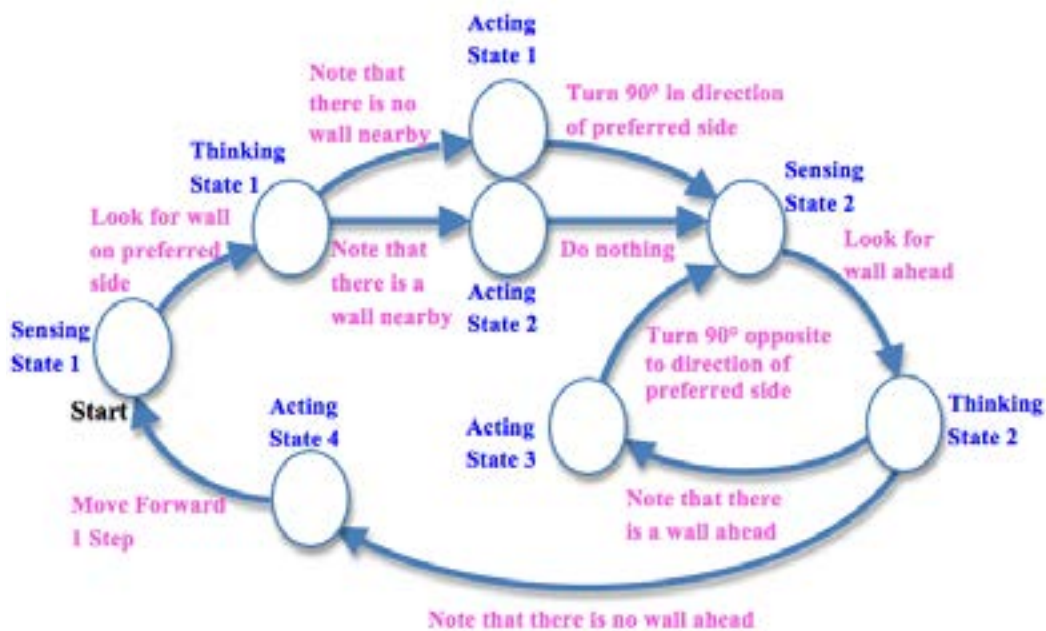 Acting
State 1
Note that
there is no
wall nearby
Turn 90° in direction
of preferred side
Thinking
State 1
Sensing
State 2
Look for wall
on preferred
side
Note that
there is a
wall nearby
Do nothing
Look for
wall ahead
Acting
State 2
Sensing
State 1
Turn 90° opposite
to direction of
preferred side
Start
Acting
State 4
Acting
State 3
Thinking
State 2
Move Forward
1 Step
Note that there
is a wall ahead
Note that there is no wall ahead